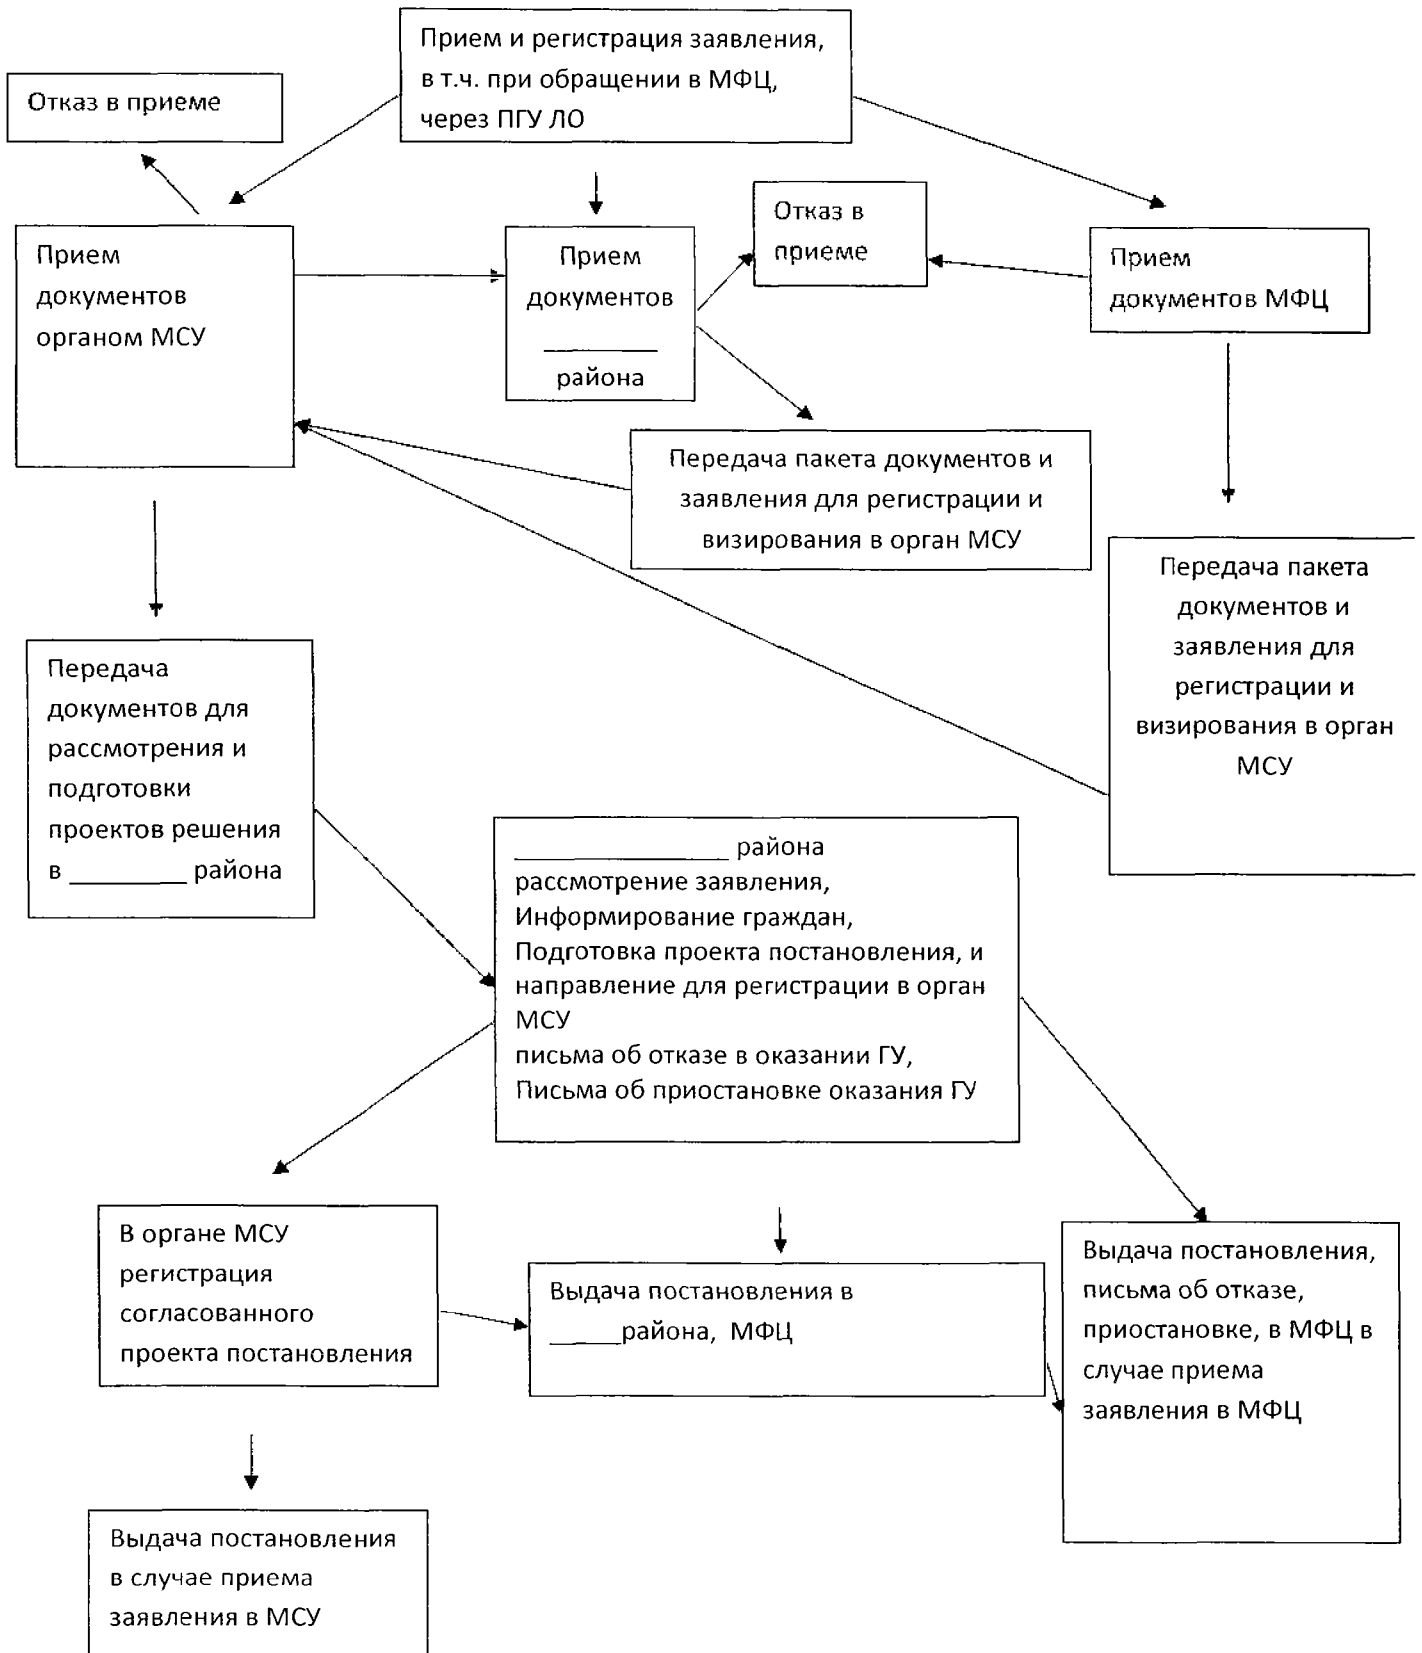 Прием и регистрация заявления,
в т.ч. при обращении в МФЦ,
через ПГУ ЛО
Отказ в приеме
Прием
документов
органом МСУ
Прием
документов
_________
района
Отказ в
приеме
Прием
документов МФЦ
Передача пакета документов и
заявления для регистрации и
визирования в орган МСУ
Передача пакета
документов и
заявления для
регистрации и
визирования в орган
МСУ
Передача
документов для
рассмотрения и
подготовки
проектов решения
в _________ района
_________________ района
рассмотрение заявления,
Информирование граждан,
Подготовка проекта постановления, и
направление для регистрации в орган
МСУ
письма об отказе в оказании ГУ,
Письма об приостановке оказания ГУ
В органе МСУ
регистрация
согласованного
проекта постановления
Выдача постановления в
______района, МФЦ
Выдача постановления,
письма об отказе,
приостановке, в МФЦ в
случае приема
заявления в МФЦ
Выдача постановления
в случае приема
заявления в МСУ